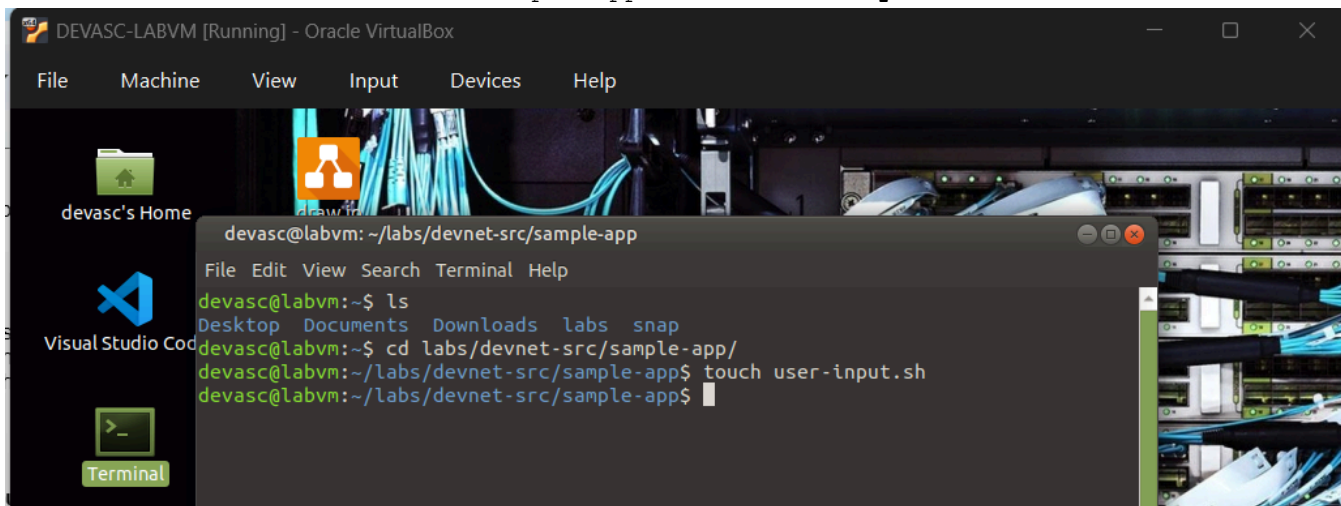 DEVASC-LABVM [Running] - Oracle VirtualBox
File Machine View Input Devices Help
devasc's Home
draw.io
devasc@labvm: ~/labs/devnet-src/sample-app
File Edit View Search Terminal Help
devasc@labvm:~$ ls
Desktop Documents Downloads labs snap
devasc@labvm:~$ cd labs/devnet-src/sample-app/
devasc@labvm:~/labs/devnet-src/sample-app$ touch user-input.sh
devasc@labvm:~/labs/devnet-src/sample-app$
Visual Studio Cod
>_
Terminal